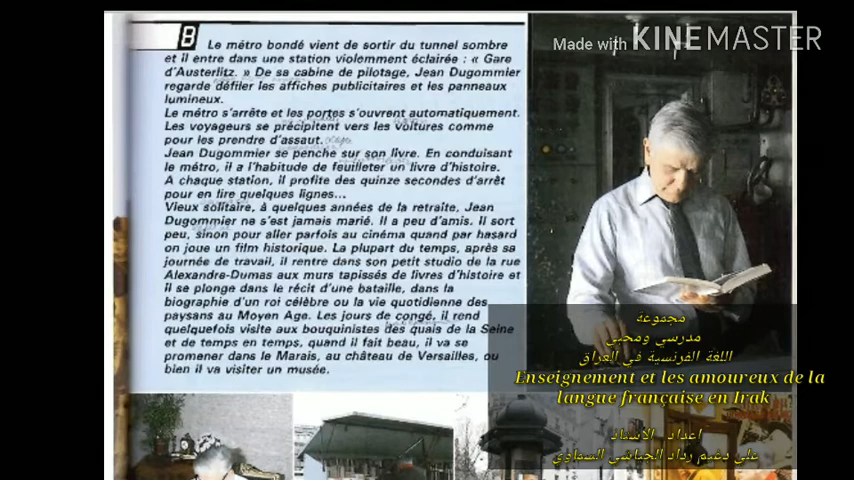 Made with KINEMASTER
8
Le métro bondé vient de sortir du tunnel sombre
et il entre dans une station violemment éclairée : « Gare
d'Austerlitz. » De sa cabine de pilotage, Jean Dugommier
regarde défiler les affiches publicitaires et les panneaux
lumineux.
Le métro s'arrête et les portes s'ouvrent automatiquement.
Les voyageurs se précipitent vers les voitures comme
pour les prendre d'assaut.
Jean Dugommier se penche sur son livre. En conduisant
le métro, il a l'habitude de feuilleter un livre d'histoire.
A chaque station, il profite des quinze secondes d'arrêt
pour en lire quelques lignes...
Vieux solitaire, à quelques années de la retraite, Jean
Dugommier ne s'est jamais marié. Il a peu d'amis. Il sort
peu, sinon pour aller parfois au cinéma quand par hasard
on joue un film historique. La plupart du temps, après sa
journée de travail, il rentre dans son petit studio de la rue
Alexandre-Dumas aux murs tapissés de livres d'histoire et
il se plonge dans le récit d'une bataille, dans la
biographie d'un roi célèbre ou la vie quotidienne des
paysans au Moyen Age. Les jours de congé, il rend
quelquefois visite aux bouquinistes des quais de la Seine
et de temps en temps, quand il fait beau, il va se
promener dans le Marais, au château de Versailles, ou
bien il va visiter un musée.
مجموعة
مدرسي ومحبي
اللغة الفرنسية في العراق
Enseignement et les amoureux de la
langue française en Irak
اعداد الاستاذ
علي دعيم رداد الجياشي السماوي